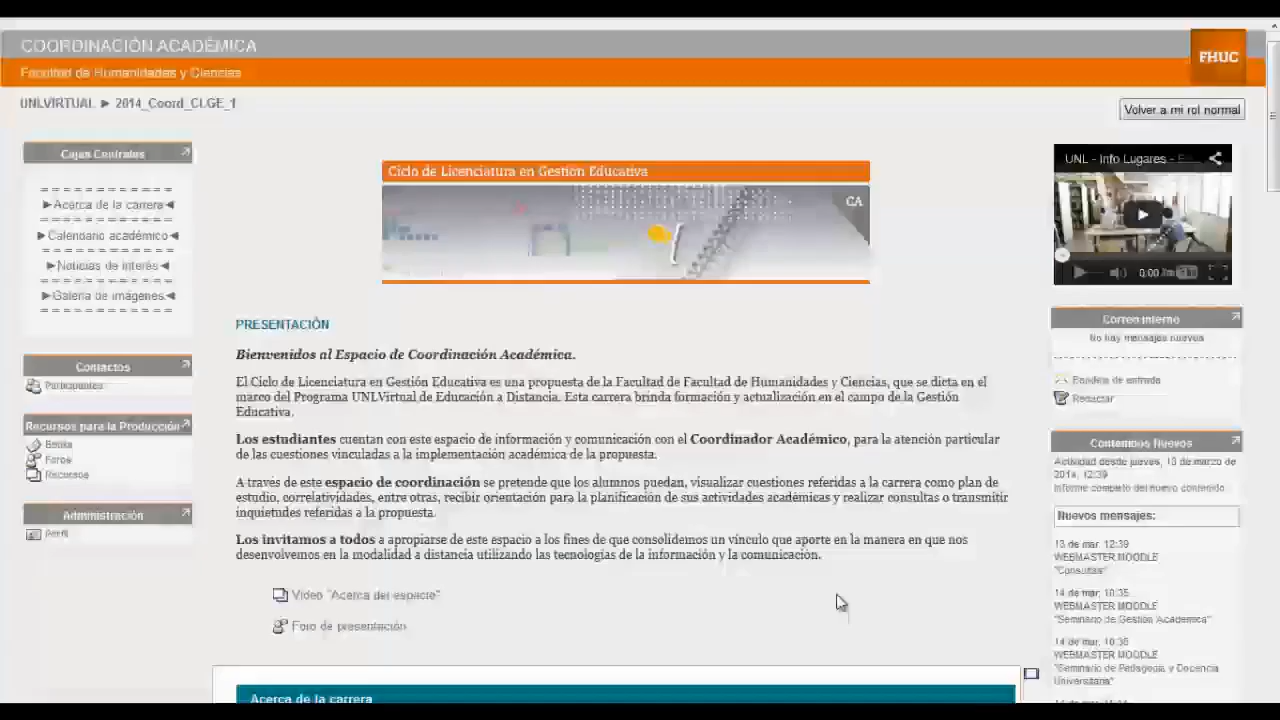 COORDINACIÓN ACADÉMICA
Facultad de Humanidades y Ciencias
FHUC
UNLVIRTUAL ► 2014_Coord_CLGE_1
Volver a mi rol normal
Cajas Centrales
►Acerca de la carrera◄
►Calendario académico◄
►Noticias de interés◄
►Galería de imágenes◄
Contactos
Participantes
Recursos para la Producción
Books
Foros
Recursos
Administración
Perfil
Ciclo de Licenciatura en Gestión Educativa
CA
PRESENTACIÓN
Bienvenidos al Espacio de Coordinación Académica.
El Ciclo de Licenciatura en Gestión Educativa es una propuesta de la Facultad de Facultad de Humanidades y Ciencias, que se dicta en el
marco del Programa UNLVirtual de Educación a Distancia. Esta carrera brinda formación y actualización en el campo de la Gestión
Educativa.
Los estudiantes cuentan con este espacio de información y comunicación con el Coordinador Académico, para la atención particular
de las cuestiones vinculadas a la implementación académica de la propuesta.
A través de este espacio de coordinación se pretende que los alumnos puedan, visualizar cuestiones referidas a la carrera como plan de
estudio, correlatividades, entre otras, recibir orientación para la planificación de sus actividades académicas y realizar consultas o transmitir
inquietudes referidas a la propuesta.
Los invitamos a todos a apropiarse de este espacio a los fines de que consolidemos un vínculo que aporte en la manera en que nos
desenvolvemos en la modalidad a distancia utilizando las tecnologías de la información y la comunicación.
Video "Acerca del espacio"
Foro de presentación
Acerca de la carrera
UNL - Info Lugares -
0:00
Correo Interno
No hay mensajes nuevos
Bandeja de entrada
Redactar
Contenidos Nuevos
Actividad desde jueves, 13 de marzo de
2014, 12:39
Informe completo del nuevo contenido
Nuevos mensajes:
13 de mar, 12:39
WEBMASTER MOODLE
"Consultas"
14 de mar, 10:35
WEBMASTER MOODLE
"Seminario de Gestión Académica"
14 de mar, 10:36
WEBMASTER MOODLE
"Seminario de Pedagogía y Docencia
Universitaria"